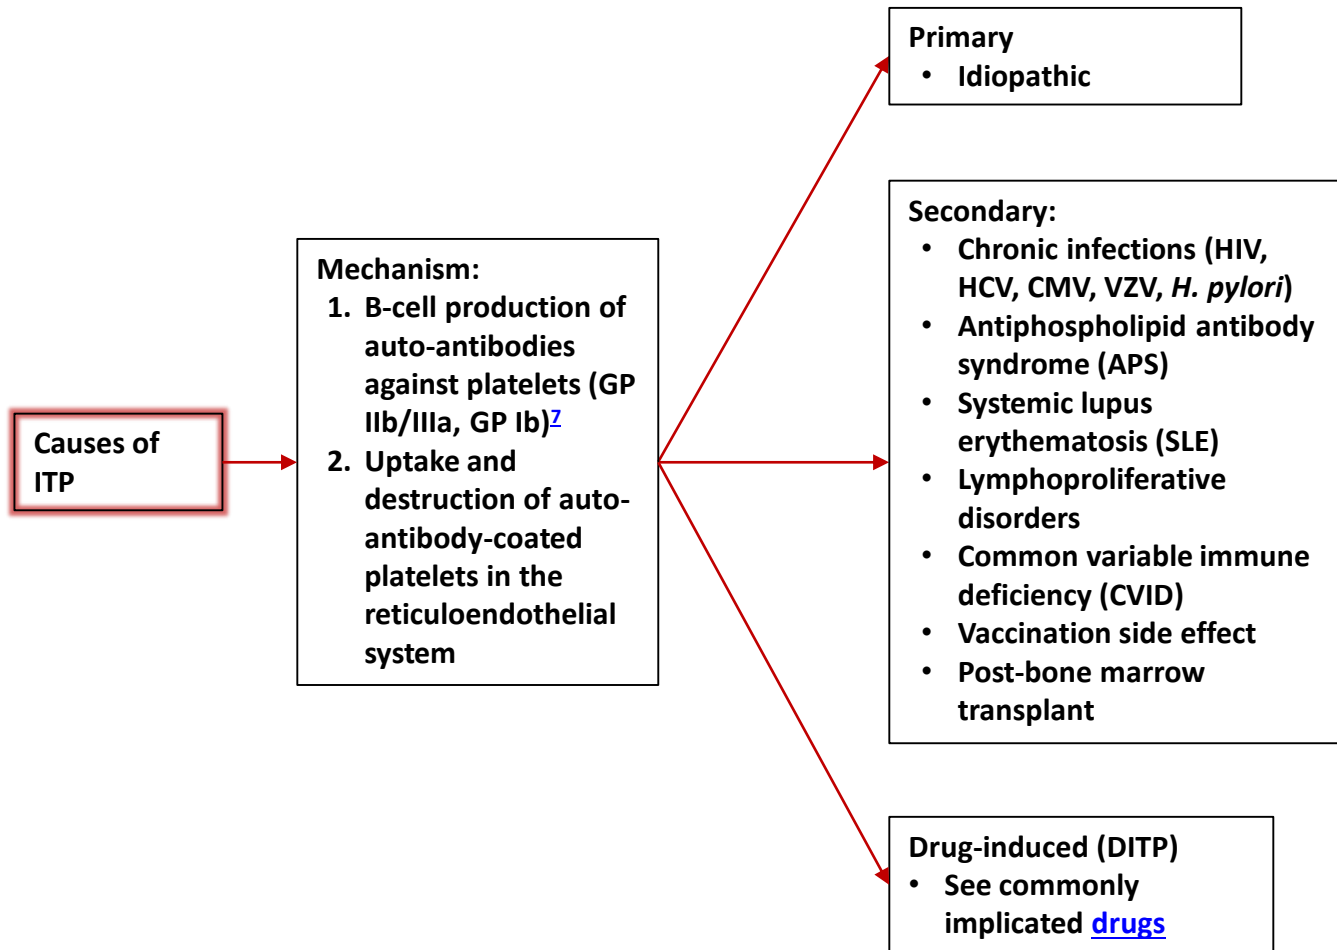 Causes of
ITP
Mechanism:
1. B-cell production of
auto-antibodies
against platelets (GP
IIb/IIIa, GP Ib)7
2. Uptake and
destruction of auto-
antibody-coated
platelets in the
reticuloendothelial
system
Primary
• Idiopathic
Secondary:
• Chronic infections (HIV,
HCV, CMV, VZV, H. pylori)
• Antiphospholipid antibody
syndrome (APS)
• Systemic lupus
erythematosis (SLE)
• Lymphoproliferative
disorders
• Common variable immune
deficiency (CVID)
• Vaccination side effect
• Post-bone marrow
transplant
Drug-induced (DITP)
• See commonly
implicated drugs